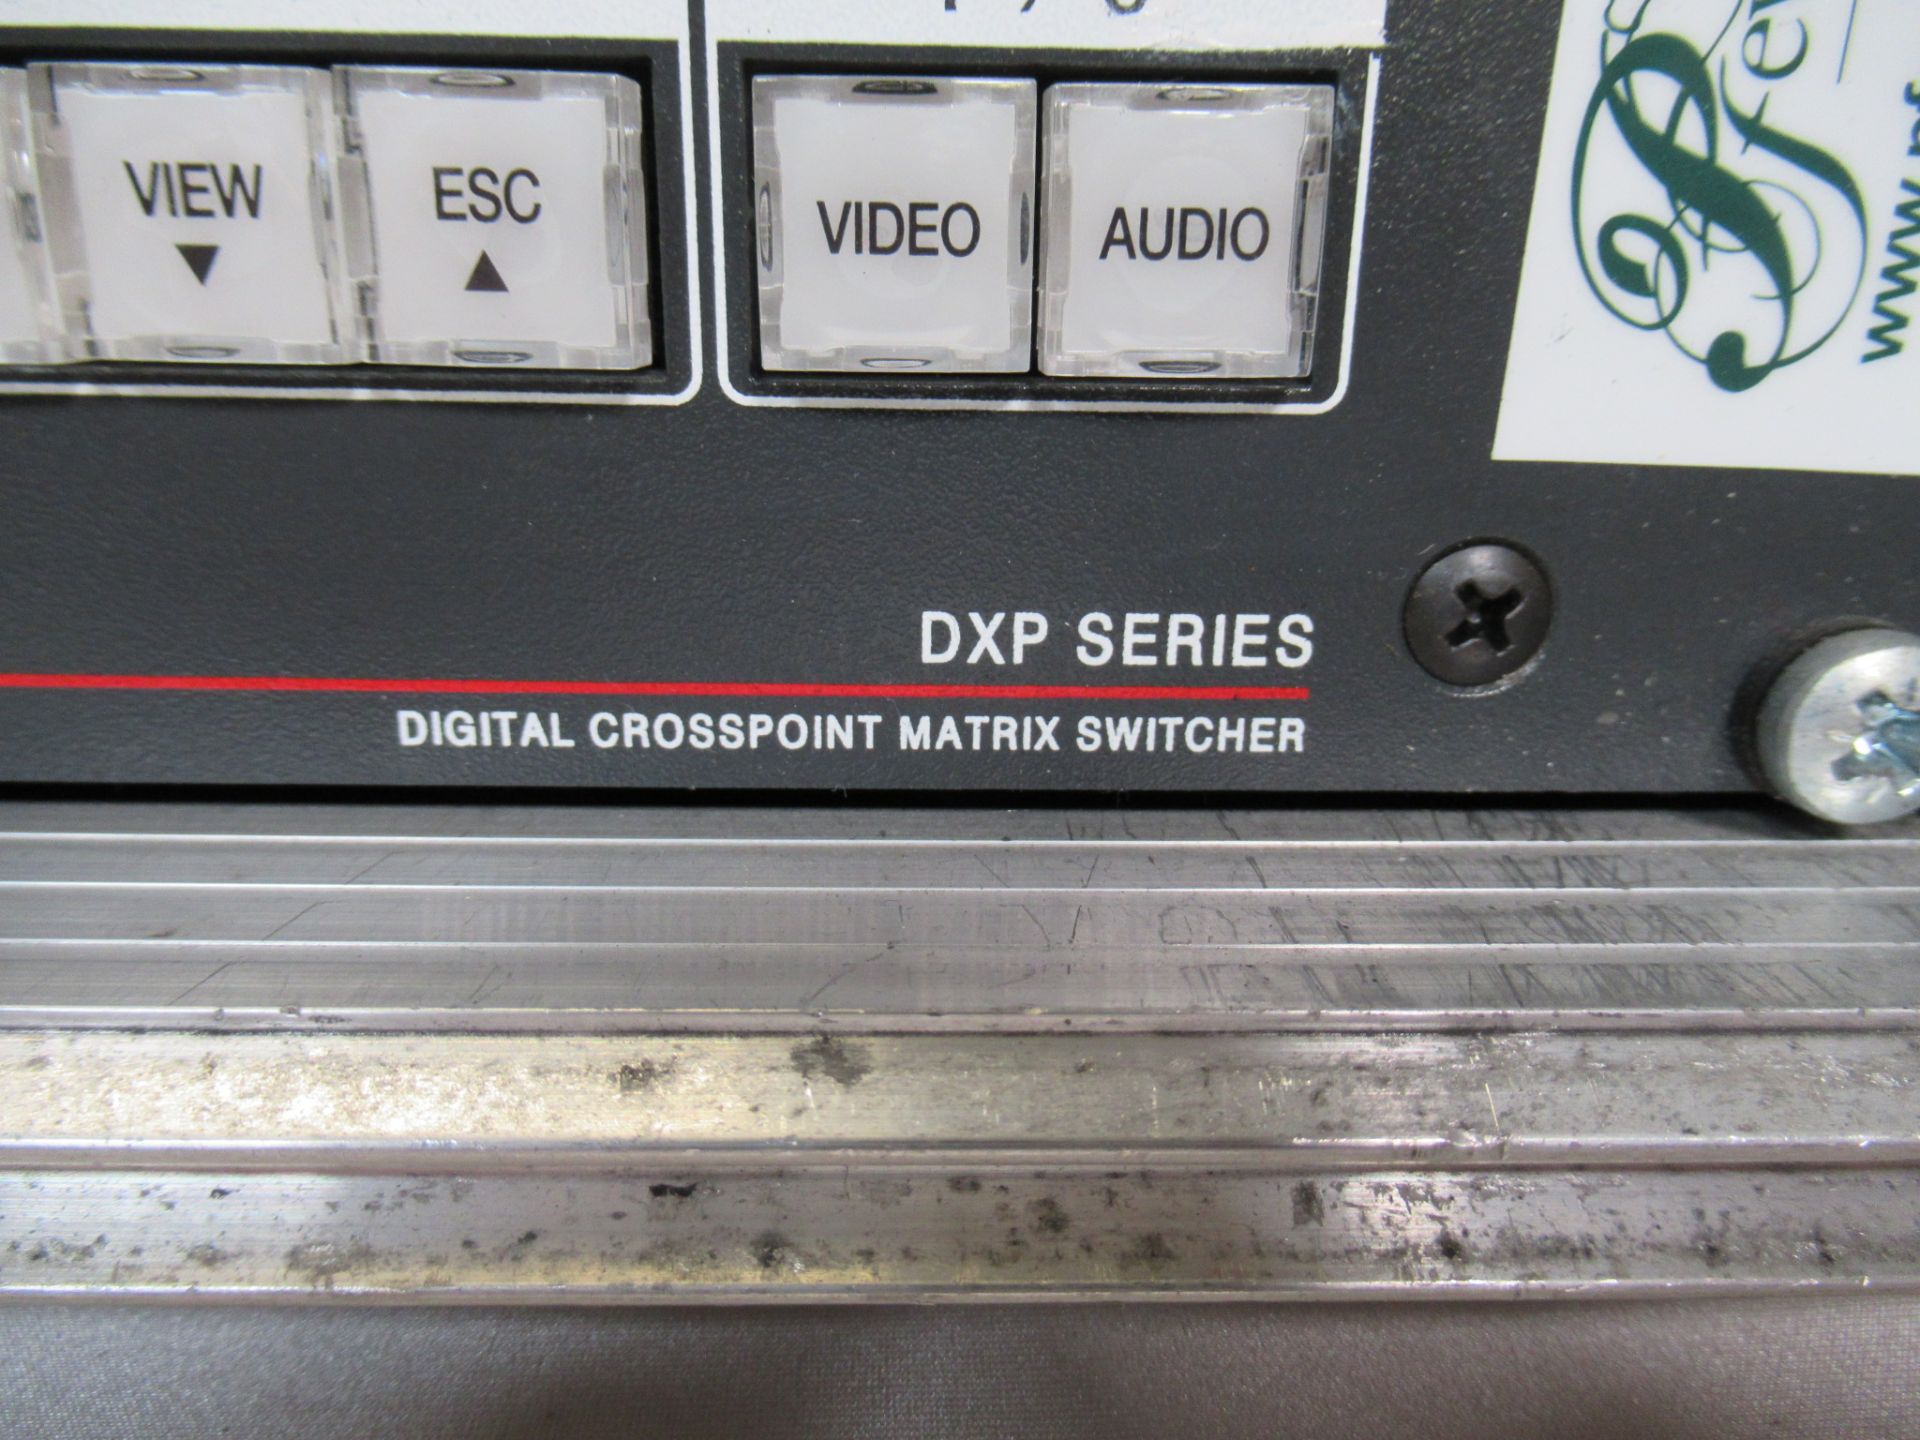 VIEW
▼
ESC
▲
VIDEO
AUDIO
DXP SERIES
DIGITAL CROSSPOINT MATRIX SWITCHER